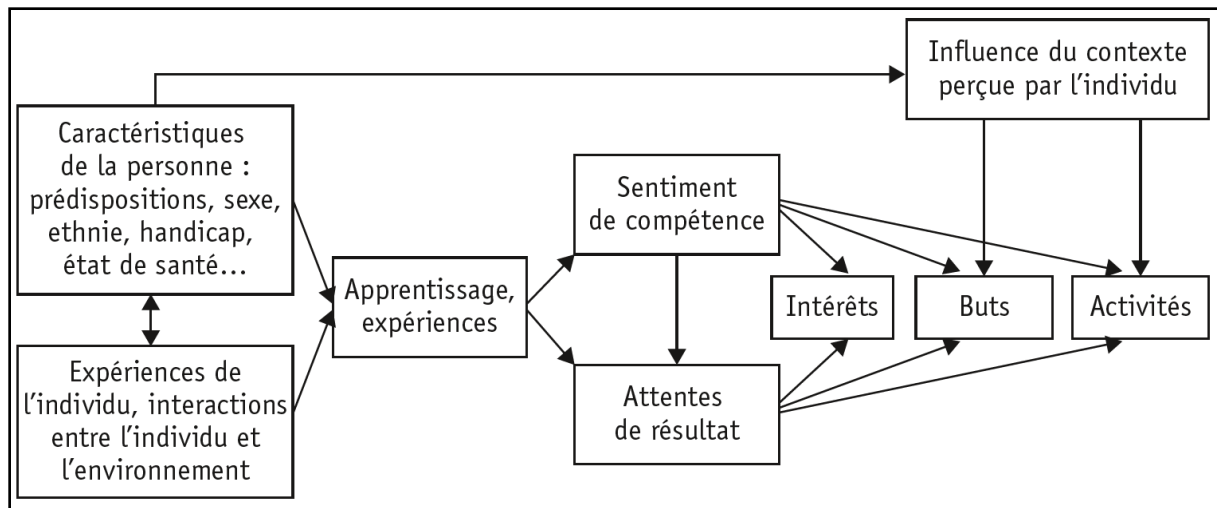 Influence du contexte
perçue par l'individu
Caractéristiques
de la personne :
prédispositions, sexe,
ethnie, handicap,
état de santé…
Sentiment
de compétence
Apprentissage,
expériences
Intérêts
Buts
Activités
Expériences de
l'individu, interactions
entre l'individu et
l'environnement
Attentes
de résultat